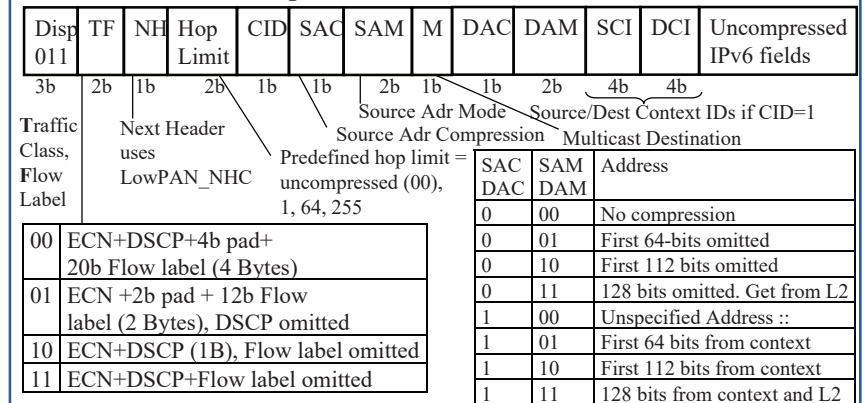 Disp TF NH Hop CID SAC SAM M DAC DAM SCI DCI Uncompressed
011 Limit IPv6 fields
3b 2b 1b 2b 1b 1b 2b 1b 1b 2b 4b 4b
Traffic
Class,
Flow
Label
Next Header
uses
LowPAN_NHC
Source Adr Mode
Source/Dest Context IDs if CID=1
Source Adr Compression
Multicast Destination
Predefined hop limit =
uncompressed (00),
1, 64, 255
00 ECN+DSCP+4b pad+
20b Flow label (4 Bytes)
01 ECN +2b pad + 12b Flow
label (2 Bytes), DSCP omitted
10 ECN+DSCP (1B), Flow label omitted
11 ECN+DSCP+Flow label omitted
SAC SAM Address
DAC DAM
0 00 No compression
0 01 First 64-bits omitted
0 10 First 112 bits omitted
0 11 128 bits omitted. Get from L2
1 00 Unspecified Address ::
1 01 First 64 bits from context
1 10 First 112 bits from context
1 11 128 bits from context and L2